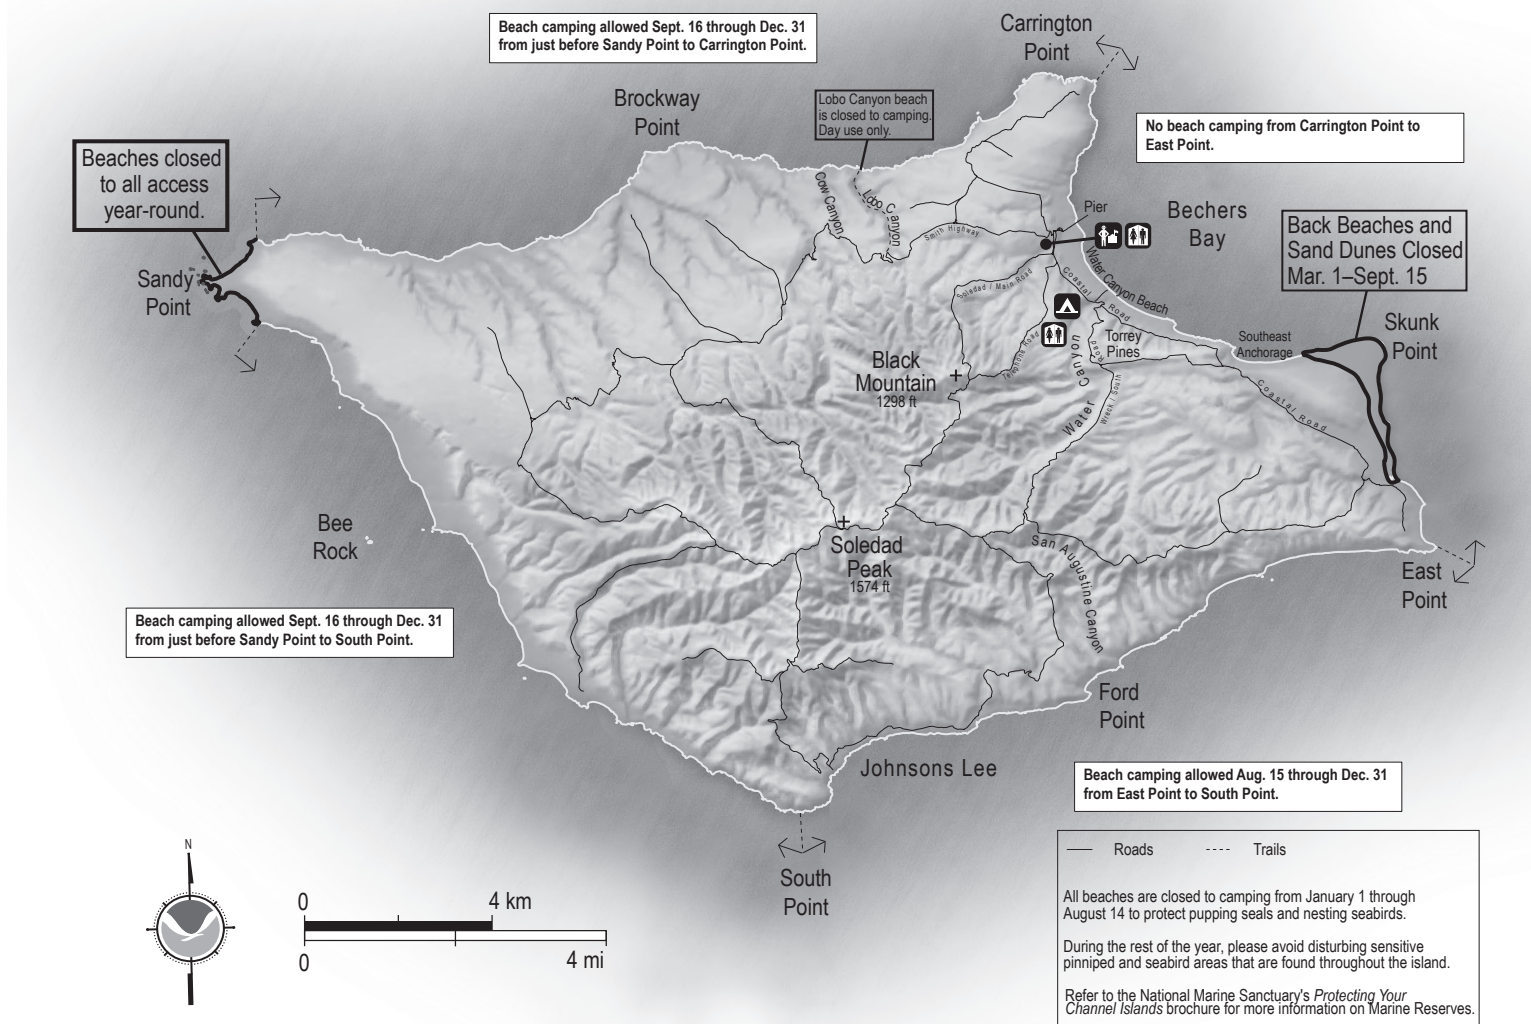 Beach camping allowed Sept. 16 through Dec. 31
from just before Sandy Point to Carrington Point.
Carrington
Point
Brockway
Point
Lobo Canyon beach
is closed to camping.
Day use only.
No beach camping from Carrington Point to
East Point.
Beaches closed
to all access
year-round.
Sandy
Point
Cow Canyon
Lobo Canyon
Smith Highway
Pier
Bechers
Bay
Back Beaches and
Sand Dunes Closed
Mar. 1–Sept. 15
Soledad / Main Road
Coastal Road
Water Canyon Beach
Telephone Road
Torrey
Pines
Road
Southeast
Anchorage
Skunk
Point
Black
Mountain
1298 ft
Water Canyon
Wreck / South
Coastal Road
Bee
Rock
Soledad
Peak
1574 ft
San Augustine Canyon
East
Point
Beach camping allowed Sept. 16 through Dec. 31
from just before Sandy Point to South Point.
Ford
Point
Johnsons Lee
Beach camping allowed Aug. 15 through Dec. 31
from East Point to South Point.
South
Point
N
0
4 km
0
4 mi
Roads
Trails
All beaches are closed to camping from January 1 through
August 14 to protect pupping seals and nesting seabirds.
During the rest of the year, please avoid disturbing sensitive
pinniped and seabird areas that are found throughout the island.
Refer to the National Marine Sanctuary's Protecting Your
Channel Islands brochure for more information on Marine Reserves.